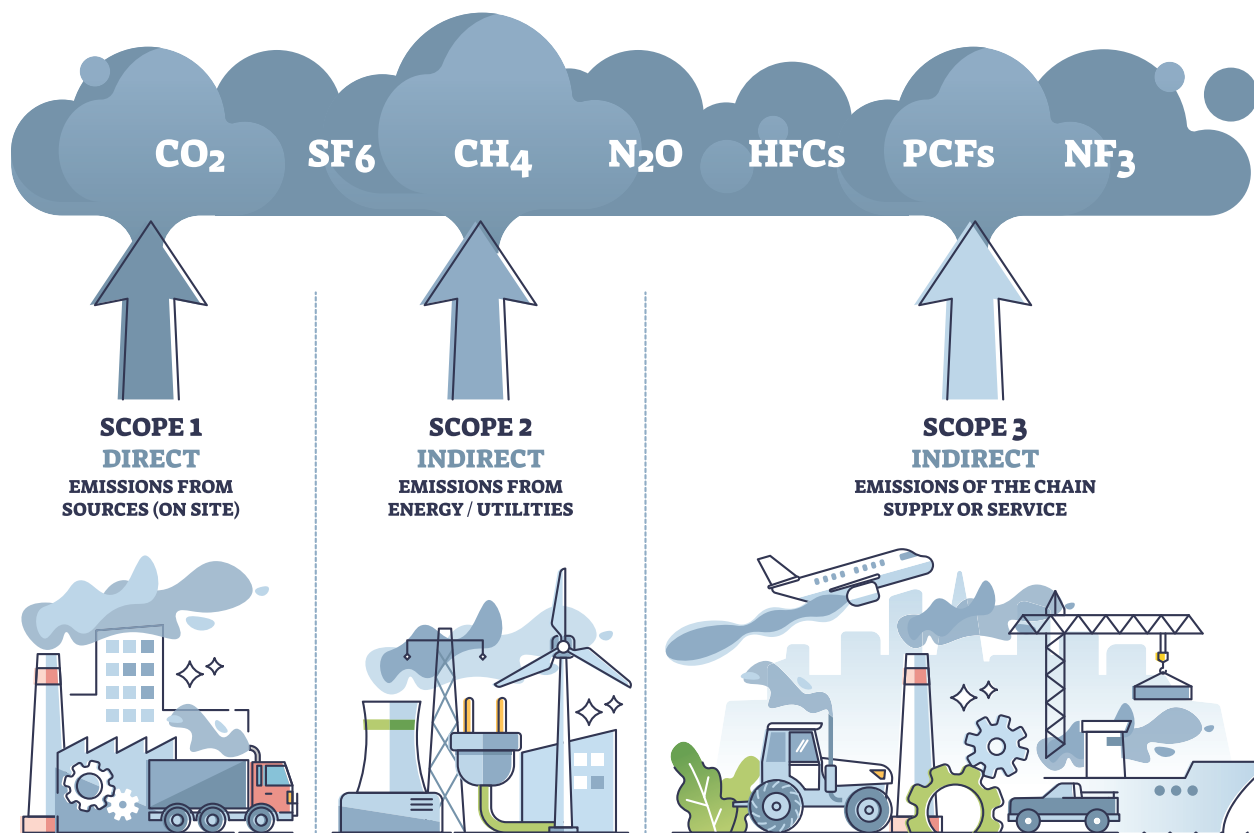 CO2 SF6 CH4 N2O HFCs PCFs NF3
SCOPE 1
DIRECT
EMISSIONS FROM
SOURCES (ON SITE)
SCOPE 2
INDIRECT
EMISSIONS FROM
ENERGY / UTILITIES
SCOPE 3
INDIRECT
EMISSIONS OF THE CHAIN
SUPPLY OR SERVICE